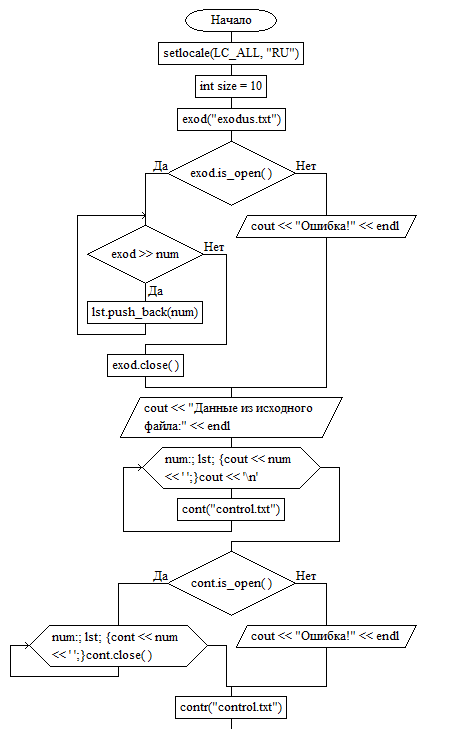 Начало
setlocale(LC_ALL, "RU")
int size = 10
exod("exodus.txt")
Да
exod.is_open( )
Нет
cout << "Ошибка!" << endl
exod >> num
Нет
Да
lst.push_back(num)
exod.close( )
cout << "Данные из исходного
файла:" << endl
num:; lst; {cout << num
<< ' ';}cout << '\n'
cont("control.txt")
Да
cont.is_open( )
Нет
num:; lst; {cont << num
<< ' ';}cont.close( )
cout << "Ошибка!" << endl
contr("control.txt")